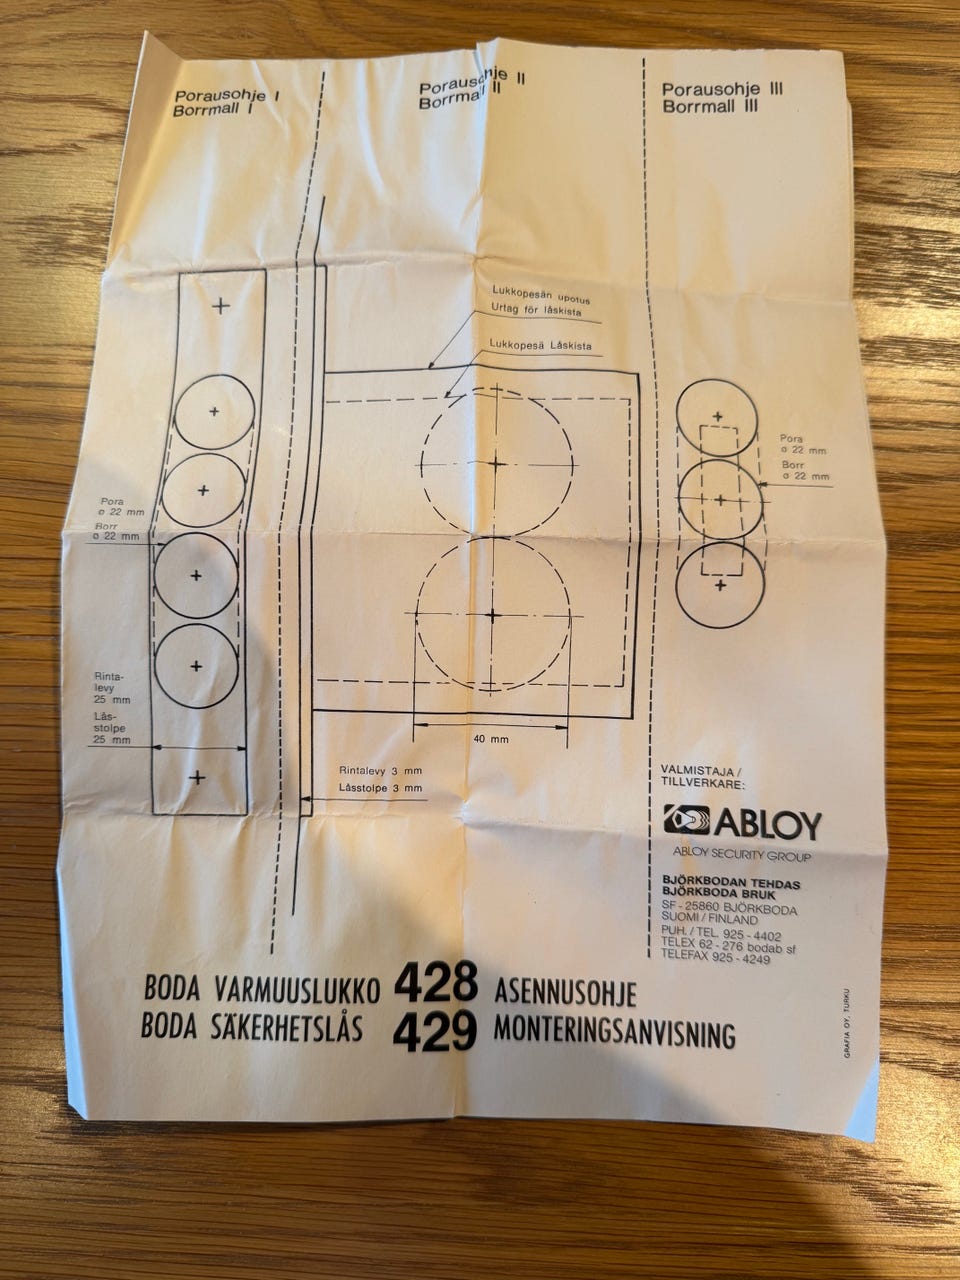 Porausohje I
Borrmall I
Porausohje II
Borrmall II
Porausohje III
Borrmall III
Lukkopesän upotus
Urtag för låskista
Lukkopesä Låskista
Pora
ø 22 mm
Borr
ø 22 mm
Pora
ø 22 mm
Borr
ø 22 mm
Rinta-
levy
25 mm
Lås-
stolpe
25 mm
40 mm
Rintalevy 3 mm
Låsstolpe 3 mm
VALMISTAJA /
TILLVERKARE:
ABLOY
ABLOY SECURITY GROUP
BJÖRKBODAN TEHDAS
BJÖRKBODA BRUK
SF - 25860 BJÖRKBODA
SUOMI / FINLAND
PUH. / TEL. 925 - 4402
TELEX 62 - 276 bodab sf
TELEFAX 925 - 4249
BODA VARMUUSLUKKO 428 ASENNUSOHJE
BODA SÄKERHETSLÅS 429 MONTERINGSANVISNING
GRAFIA OY, TURKU